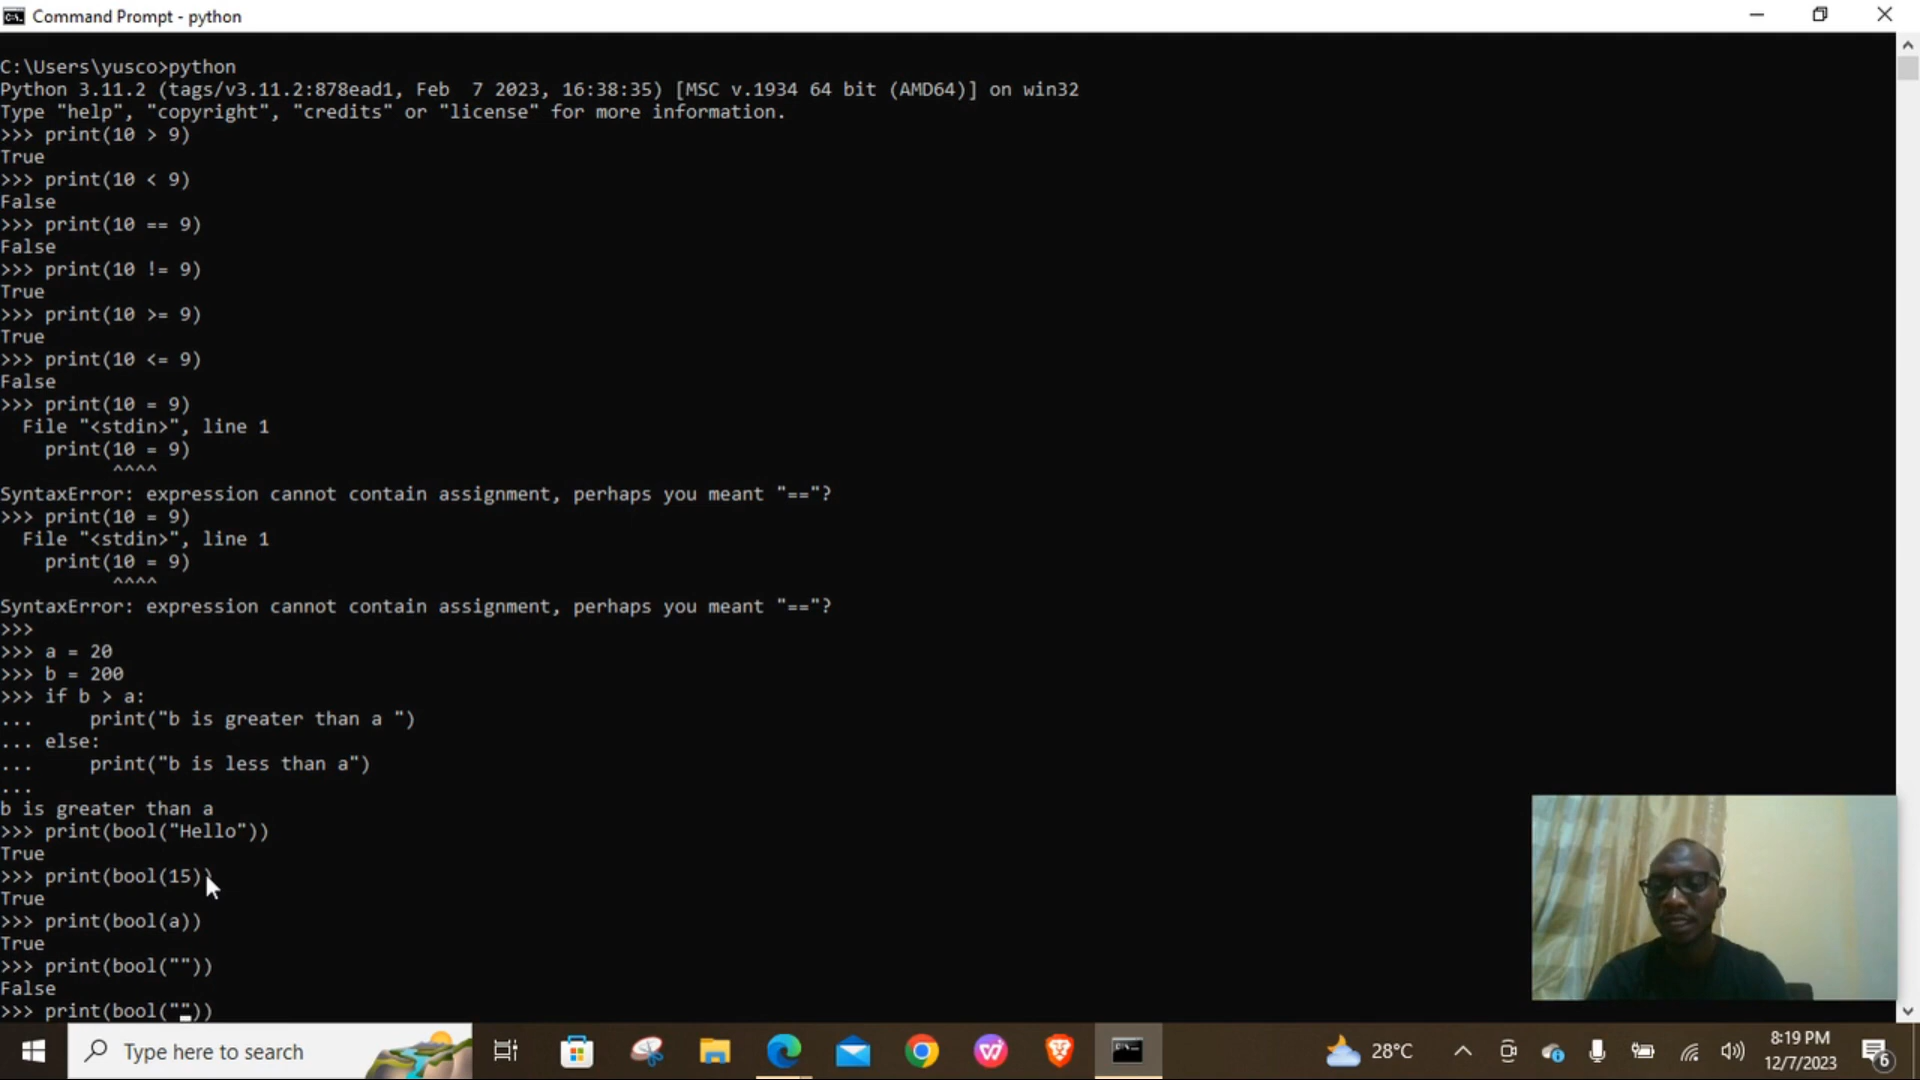 Command Prompt - python
C:\Users\yusco>python
Python 3.11.2 (tags/v3.11.2:878ead1, Feb  7 2023, 16:38:35) [MSC v.1934 64 bit (AMD64)] on win32
Type "help", "copyright", "credits" or "license" for more information.
>>> print(10 > 9)
True
>>> print(10 < 9)
False
>>> print(10 == 9)
False
>>> print(10 != 9)
True
>>> print(10 >= 9)
True
>>> print(10 <= 9)
False
>>> print(10 = 9)
  File "<stdin>", line 1
    print(10 = 9)
          ^^^^
SyntaxError: expression cannot contain assignment, perhaps you meant "=="?
>>> print(10 = 9)
  File "<stdin>", line 1
    print(10 = 9)
          ^^^^
SyntaxError: expression cannot contain assignment, perhaps you meant "=="?
>>>
>>> a = 20
>>> b = 200
>>> if b > a:
...     print("b is greater than a ")
... else:
...     print("b is less than a")
...
b is greater than a
>>> print(bool("Hello"))
True
>>> print(bool(15))
True
>>> print(bool(a))
True
>>> print(bool(""))
False
>>> print(bool(""))
Type here to search
28°C
8:19 PM
12/7/2023
6